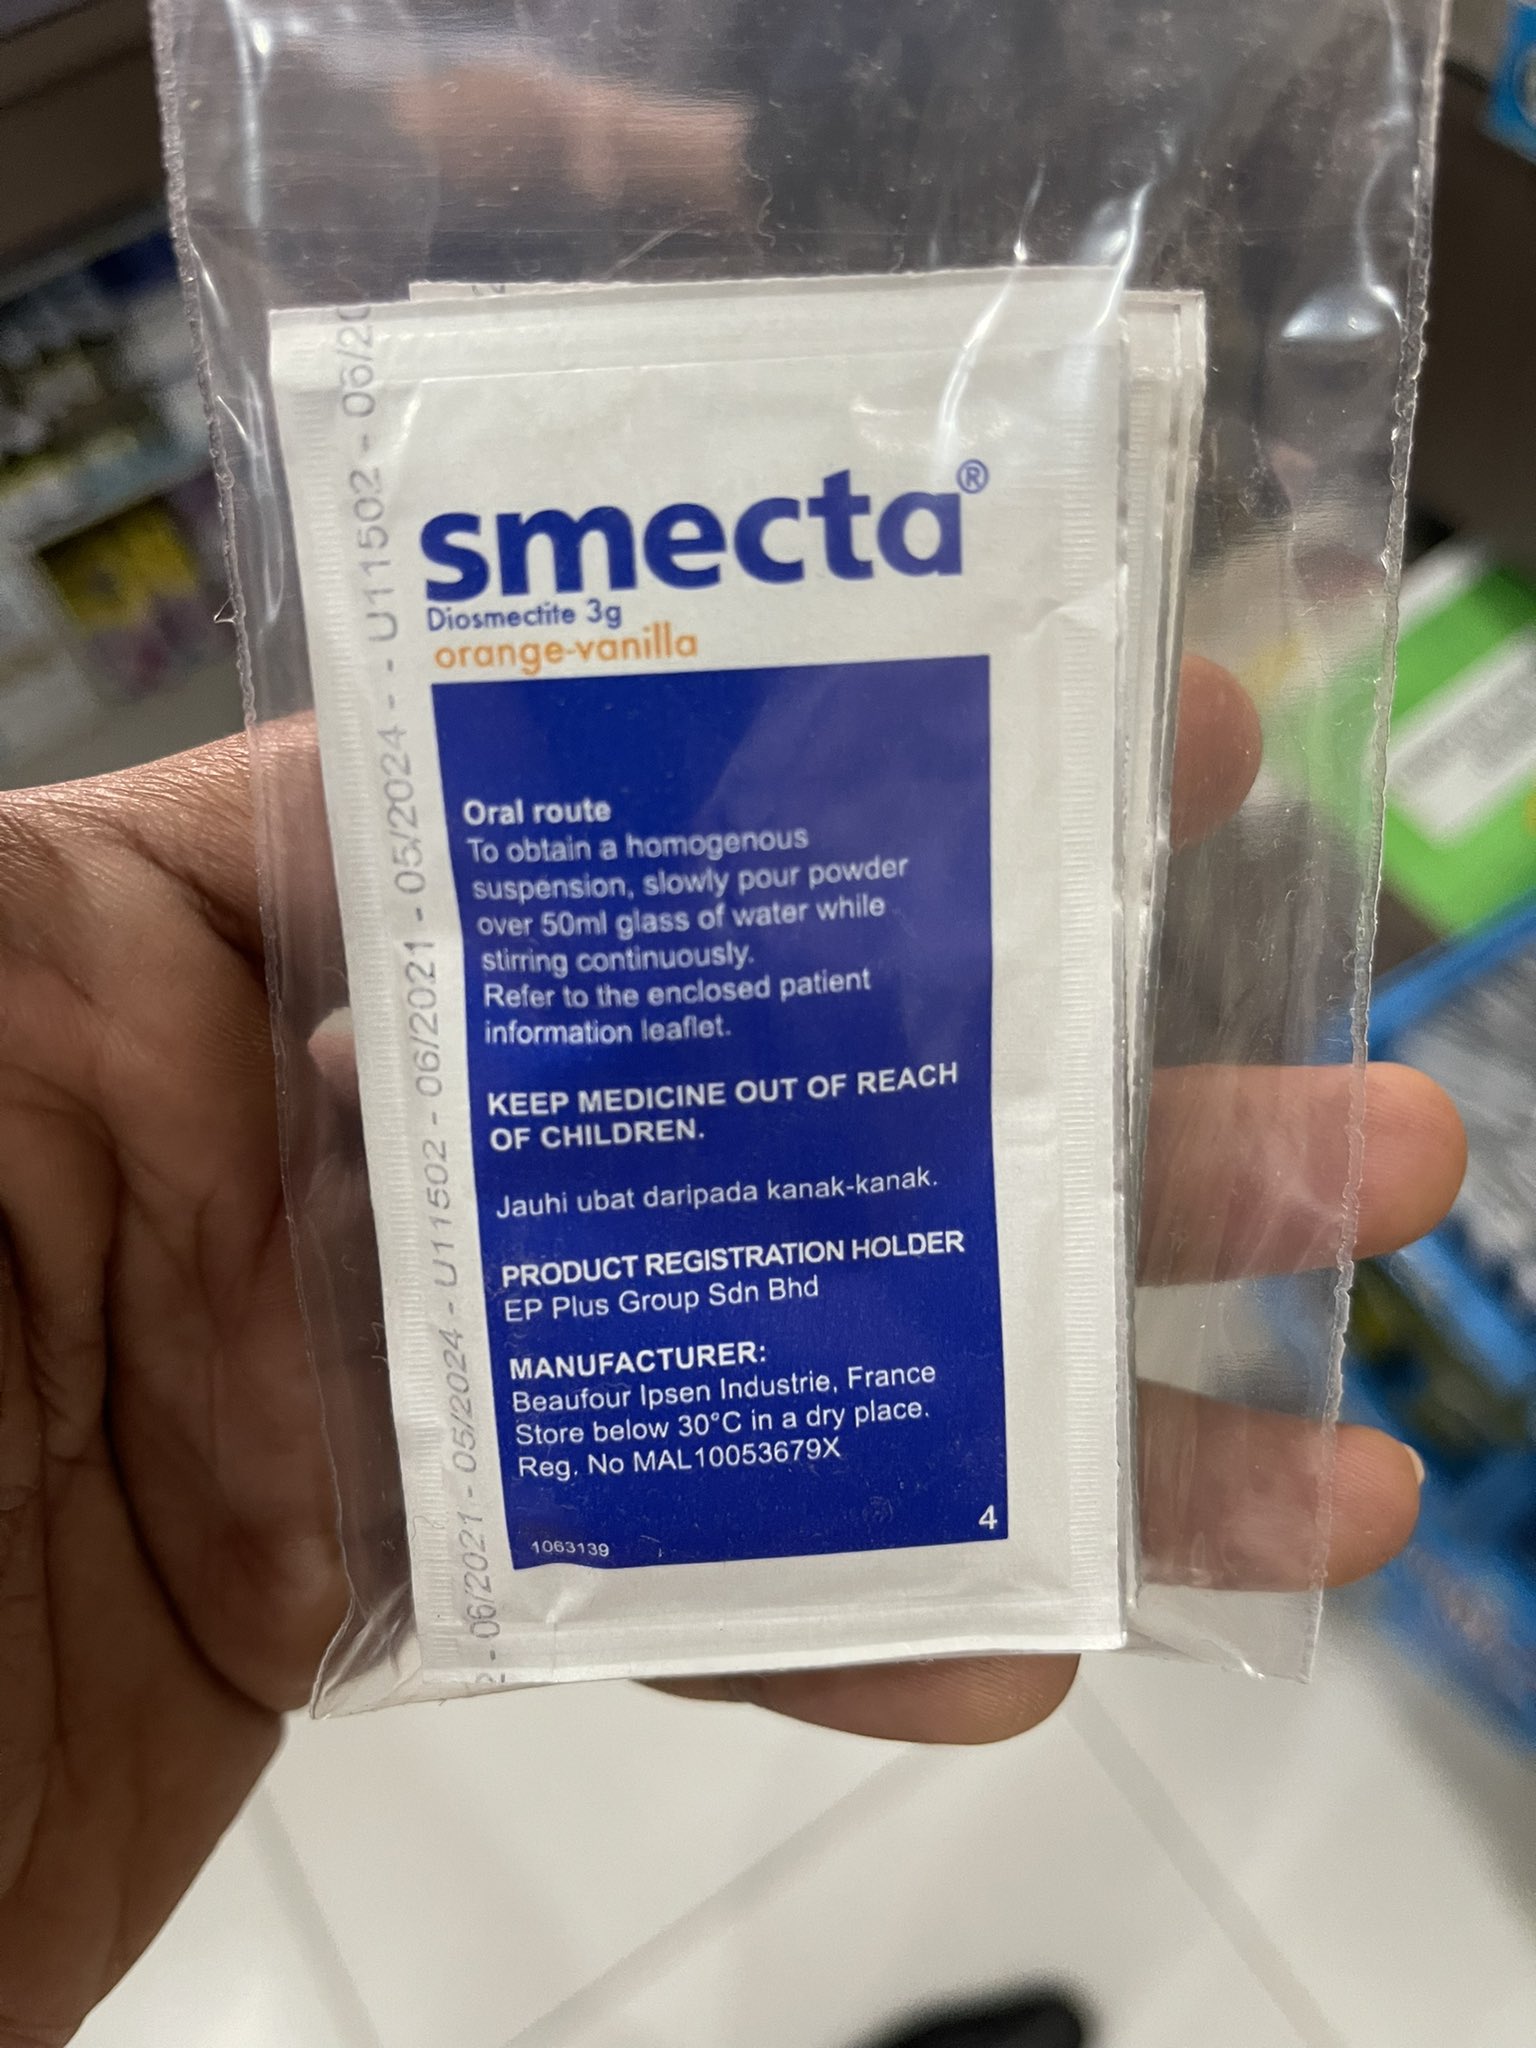 smecta®
Diosmectite 3g
orange-vanilla
Oral route
To obtain a homogenous
suspension, slowly pour powder
over 50ml glass of water while
stirring continuously.
Refer to the enclosed patient
information leaflet.
KEEP MEDICINE OUT OF REACH
OF CHILDREN.
Jauhi ubat daripada kanak-kanak.
PRODUCT REGISTRATION HOLDER
EP Plus Group Sdn Bhd
MANUFACTURER:
Beaufour Ipsen Industrie, France
Store below 30°C in a dry place.
Reg. No MAL10053679X
4
1063139
- 06/2021 - 05/2024 - U11502 - 06/2021 - 05/2024 - - U11502 - 06/20